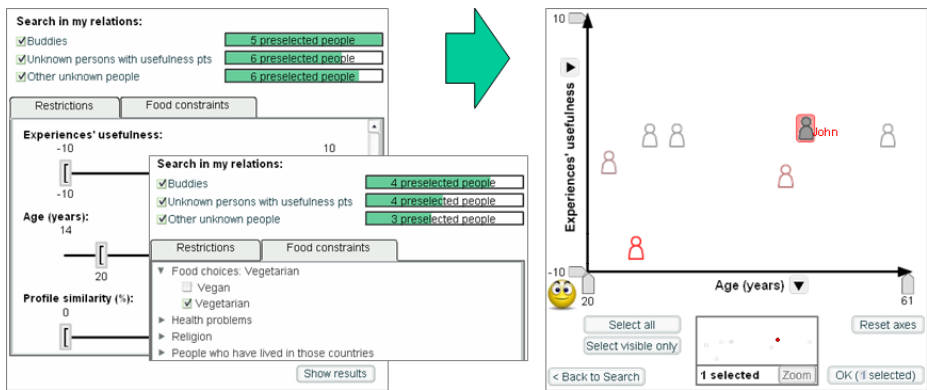 Search in my relations:
Buddies
5 preselected people
Unknown persons with usefulness pts
6 preselected people
Other unknown people
6 preselected people
Restrictions
Food constraints
Experiences' usefulness:
-10
10
-10
Age (years):
14
20
Profile similarity (%):
0
Search in my relations:
Buddies
4 preselected people
Unknown persons with usefulness pts
4 preselected people
Other unknown people
3 preselected people
Restrictions
Food constraints
Food choices: Vegetarian
Vegan
Vegetarian
Health problems
Religion
People who have lived in those countries
Show results
10
Experiences' usefulness
John
-10
Age (years)
20
61
Select all
Select visible only
Reset axes
1 selected
Zoom
< Back to Search
OK (1 selected)